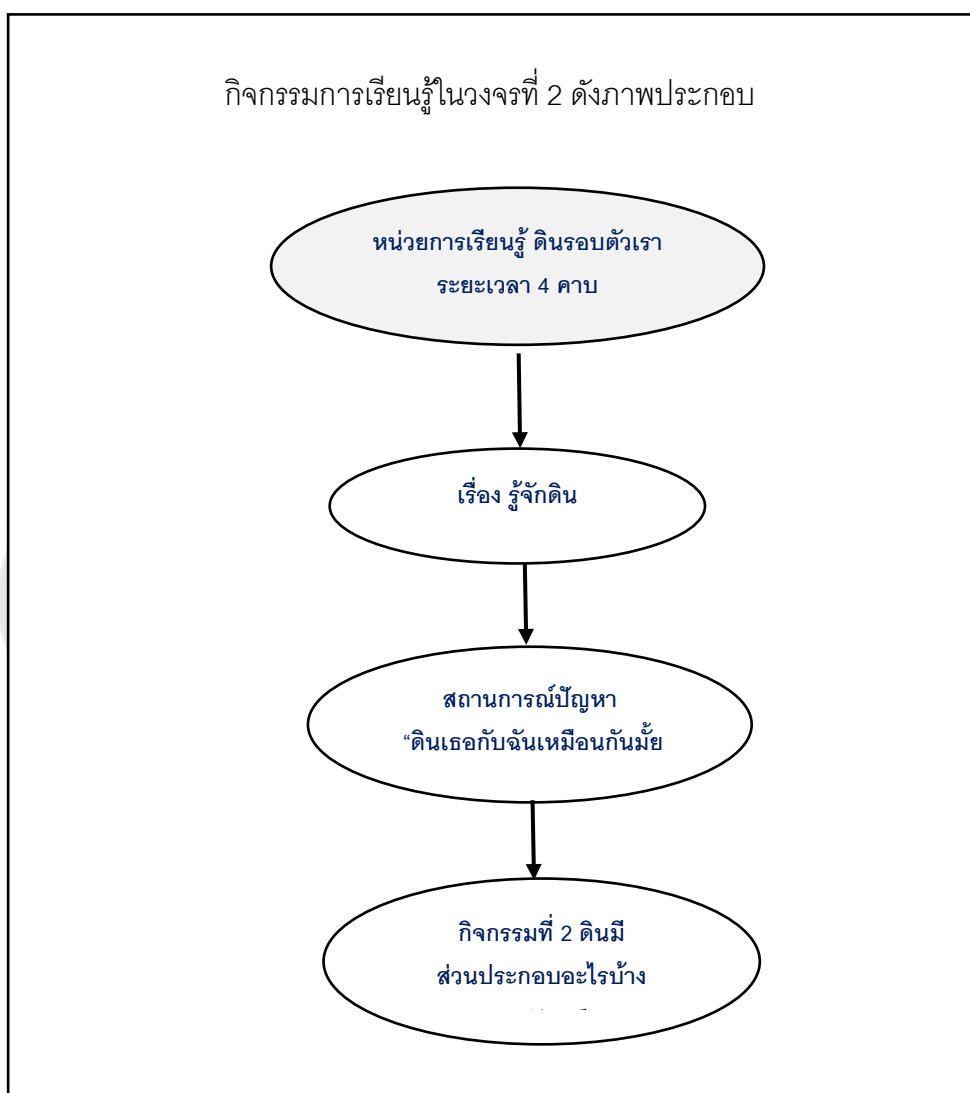 กิจกรรมการเรียนรู้ในวงจรที่ 2 ดังภาพประกอบ
หน่วยการเรียนรู้ ดินรอบตัวเรา
ระยะเวลา 4 คาบ
เรื่อง รู้จักดิน
สถานการณ์ปัญหา
“ดินเธอกับฉันเหมือนกันมั้ย
กิจกรรมที่ 2 ดินมี
ส่วนประกอบอะไรบ้าง